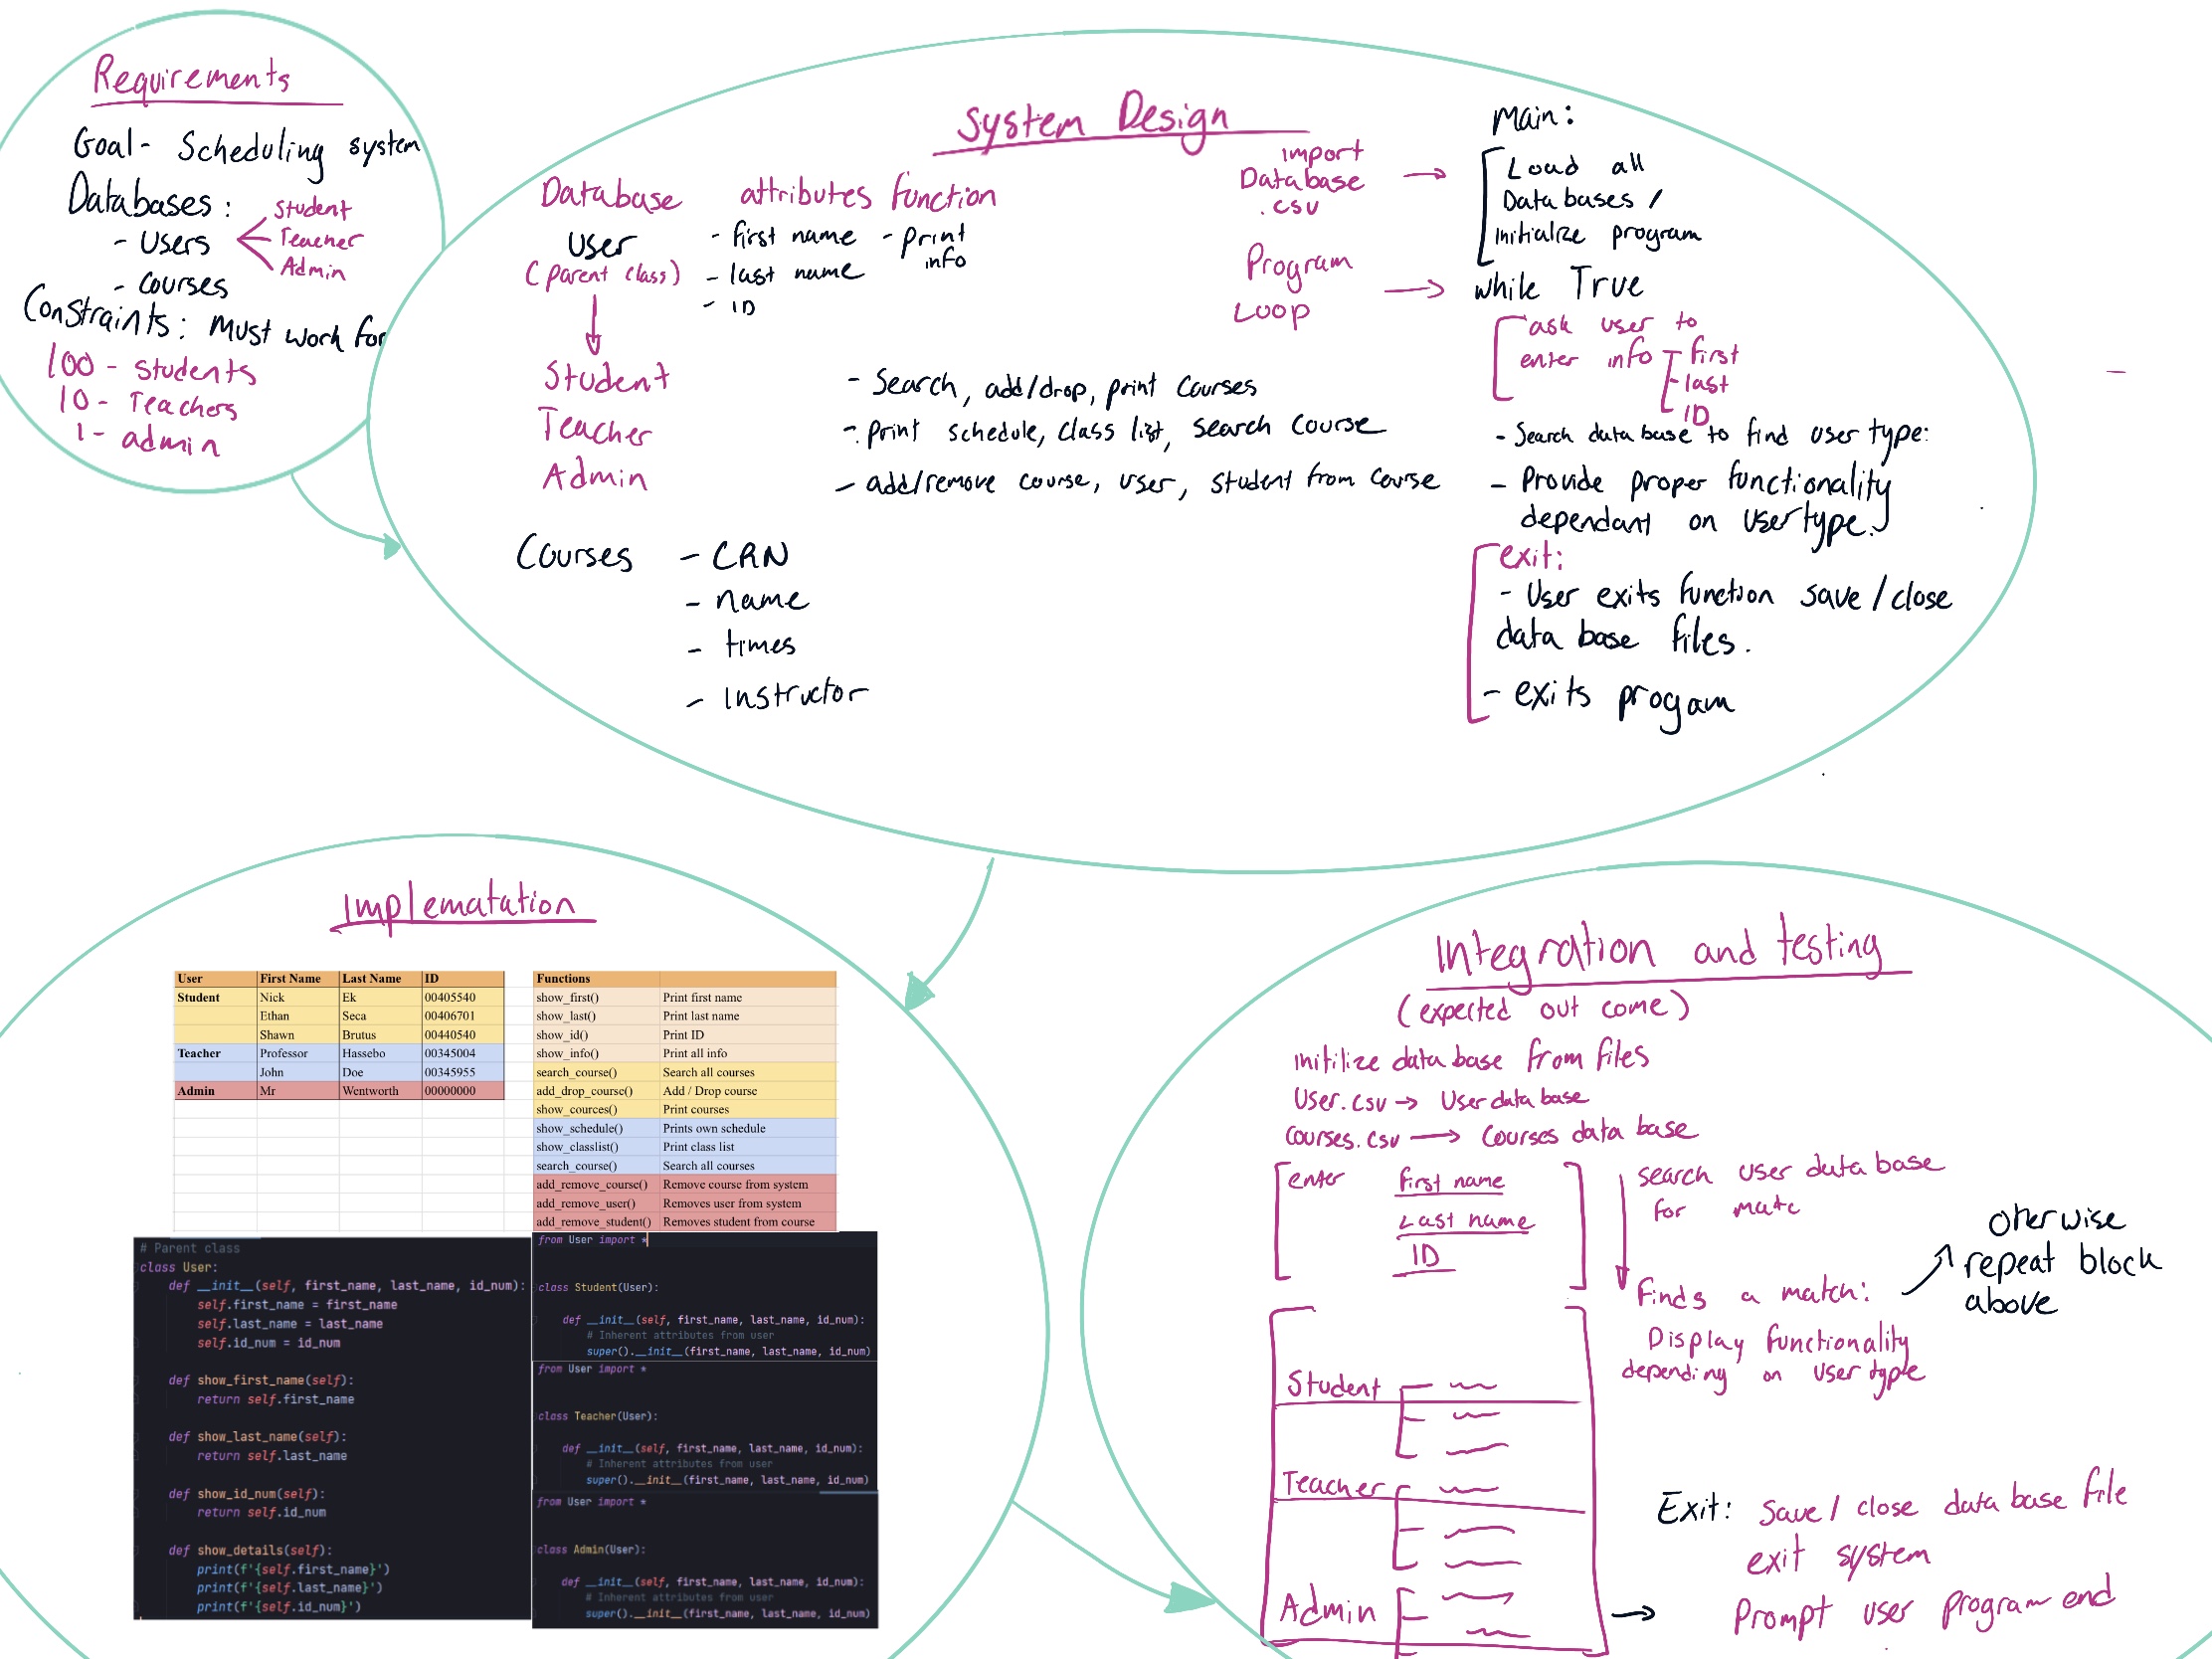 Requirements
Goal- Scheduling system
Databases:
- Users
Student
Teacher
Admin
- courses
Constraints: Must work for
100 - Students
10 - Teachers
1 - admin
System Design
Database attributes function
User
(parent class)
- first name
- last name
- ID
- print
info
Student
- Search, add/drop, print Courses
Teacher
- print schedule, class list, search course
Admin
- add/remove course, user, student from course
Courses - CRN
- name
- times
- Instructor
import
Database
.csv
Program
Loop
Main:
Load all
Databases /
initialize program
while True
ask user to
enter info - first
- last
ID
- Search data base to find user type:
- Provide proper functionality
dependant on user type.
exit:
- User exits function save / close
data base files.
- exits progam
Implematation
User First Name Last Name ID
Student Nick Ek 00405540
Ethan Seca 00406701
Shawn Brutus 00440540
Teacher Professor Hassebo 00345004
John Doe 00345955
Admin Mr Wentworth 00000000
Functions
show_first() Print first name
show_last() Print last name
show_id() Print ID
show_info() Print all info
search_course() Search all courses
add_drop_course() Add / Drop course
show_cources() Print courses
show_schedule() Prints own schedule
show_classlist() Print class list
search_course() Search all courses
add_remove_course() Remove course from system
add_remove_user() Removes user from system
add_remove_student() Removes student from course
# Parent class
class User:
def __init__(self, first_name, last_name, id_num):
self.first_name = first_name
self.last_name = last_name
self.id_num = id_num
def show_first_name(self):
return self.first_name
def show_last_name(self):
return self.last_name
def show_id_num(self):
return self.id_num
def show_details(self):
print(f'{self.first_name}')
print(f'{self.last_name}')
print(f'{self.id_num}')
from User import *
class Student(User):
def __init__(self, first_name, last_name, id_num):
# Inherent attributes from user
super().__init__(first_name, last_name, id_num)
from User import *
class Teacher(User):
def __init__(self, first_name, last_name, id_num):
# Inherent attributes from user
super().__init__(first_name, last_name, id_num)
from User import *
class Admin(User):
def __init__(self, first_name, last_name, id_num):
# Inherent attributes from user
super().__init__(first_name, last_name, id_num)
Integration and testing
(expected out come)
initilize data base from files
User.csv → User data base
courses.csv → Courses data base
enter first name
Last name
ID
search user data base
for matc
Finds a match:
otherwise
repeat block
above
Display functionality
depending on user type
Student
Teacher
Admin
Exit: Save / close data base file
exit system
Prompt user program end